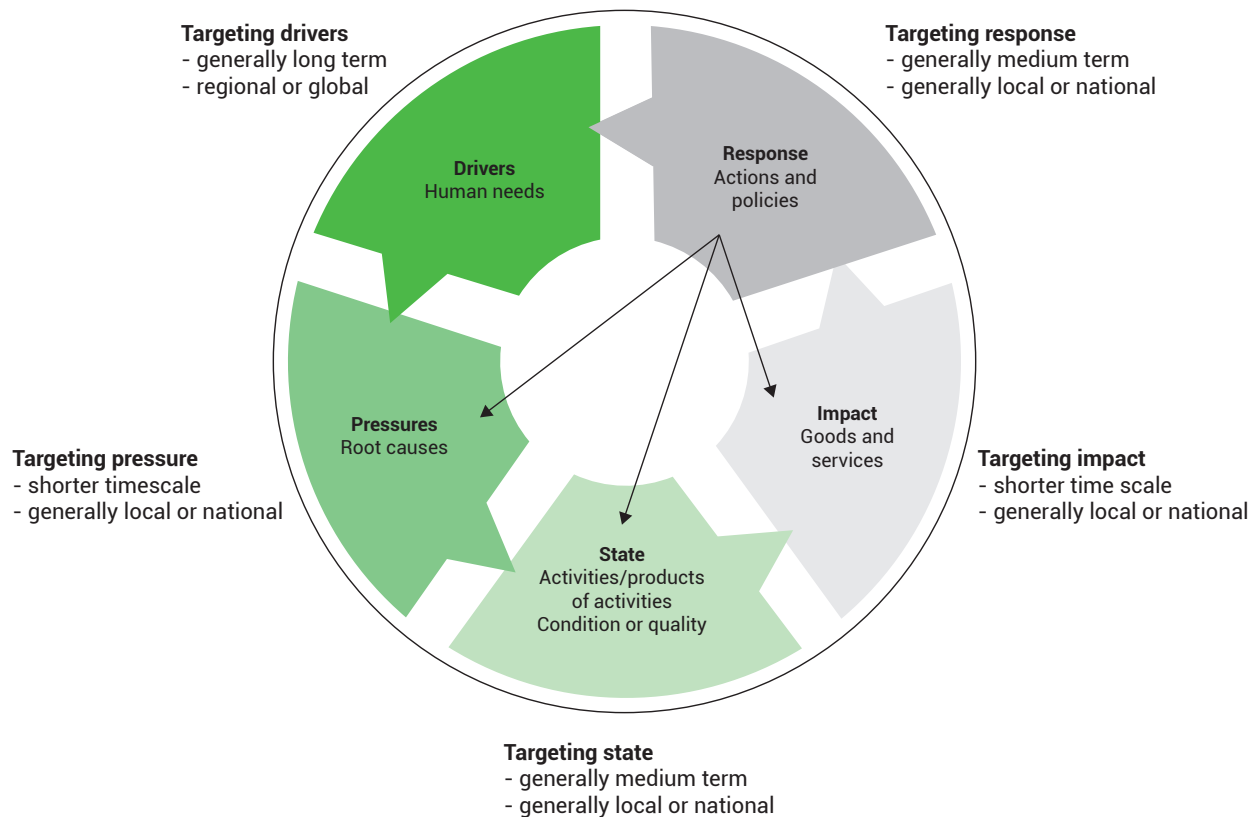 Targeting drivers
- generally long term
- regional or global
Targeting response
- generally medium term
- generally local or national
Drivers
Human needs
Response
Actions and
policies
Pressures
Root causes
Impact
Goods and
services
State
Activities/products
of activities
Condition or quality
Targeting pressure
- shorter timescale
- generally local or national
Targeting impact
- shorter time scale
- generally local or national
Targeting state
- generally medium term
- generally local or national